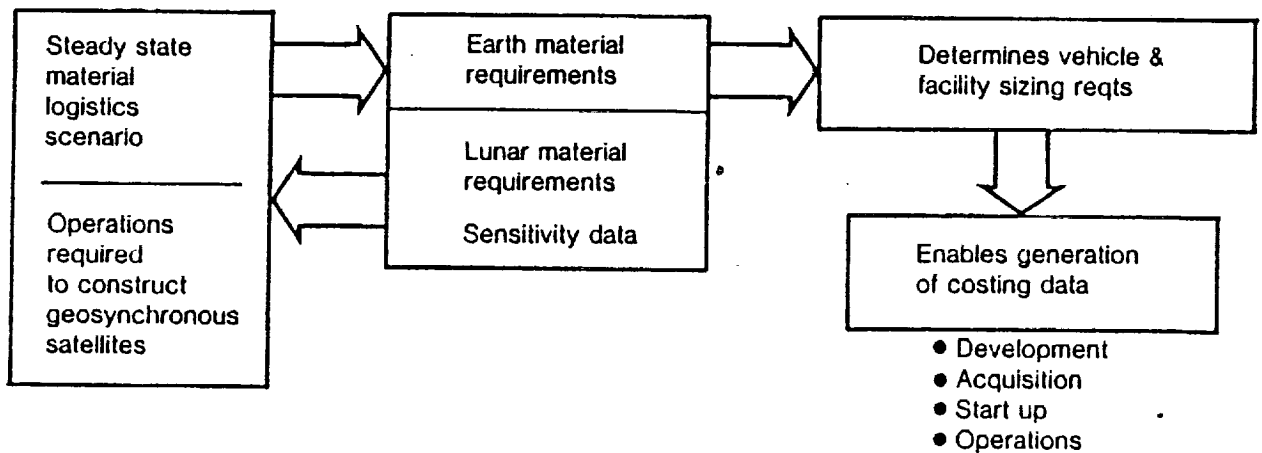 Steady state
material
logistics
scenario
Operations
required
to construct
geosynchronous
satellites
Earth material
requirements
Lunar material
requirements
Sensitivity data
Determines vehicle &
facility sizing reqts
Enables generation
of costing data
● Development
● Acquisition
● Start up
● Operations